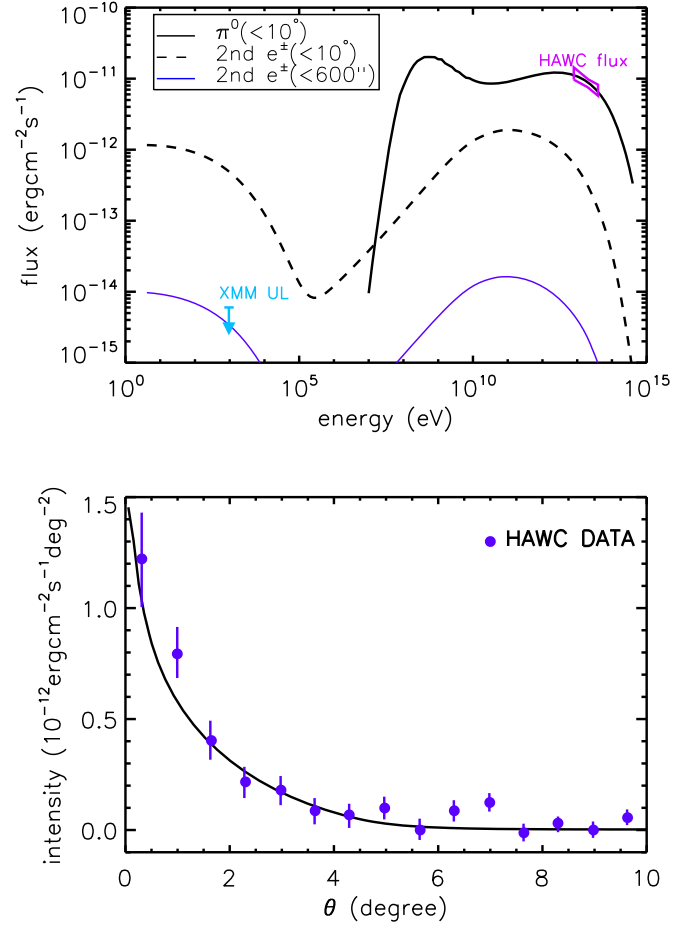 10⁻¹⁰
π⁰(<10°)
2nd e±(<10°)
2nd e±(<600'')
HAWC flux
10⁻¹¹
10⁻¹²
10⁻¹³
10⁻¹⁴
10⁻¹⁵
flux (ergcm⁻²s⁻¹)
XMM UL
10⁰ 10⁵ 10¹⁰ 10¹⁵
energy (eV)
1.5
1.0
0.5
0.0
intensity (10⁻¹²ergcm⁻²s⁻¹deg⁻²)
HAWC DATA
0 2 4 6 8 10
θ (degree)